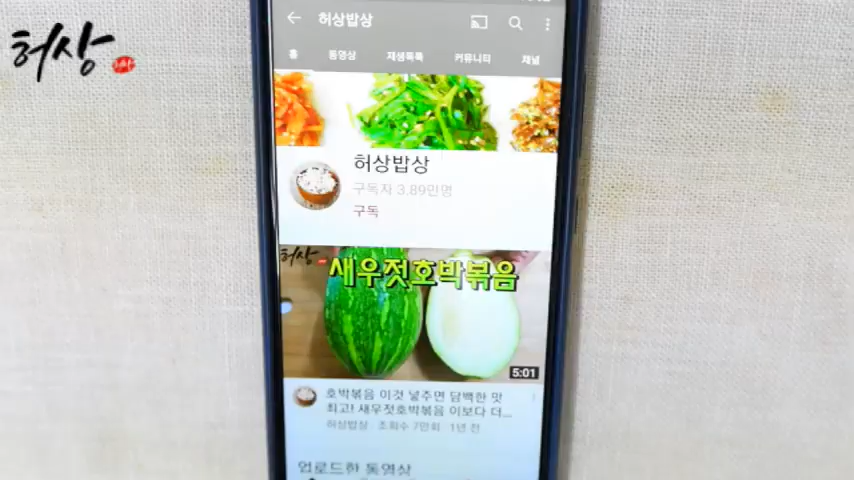 허상
허상밥상
홈 동영상 재생목록 커뮤니티 채널
허상밥상
구독자 3.89만명
구독
허상
새우젓호박볶음
5:01
호박볶음 이것 넣주면 담백한 맛
최고! 새우젓호박볶음 이보다 더...
허상밥상 · 조회수 7만회 · 1년 전
업로드한 동영상